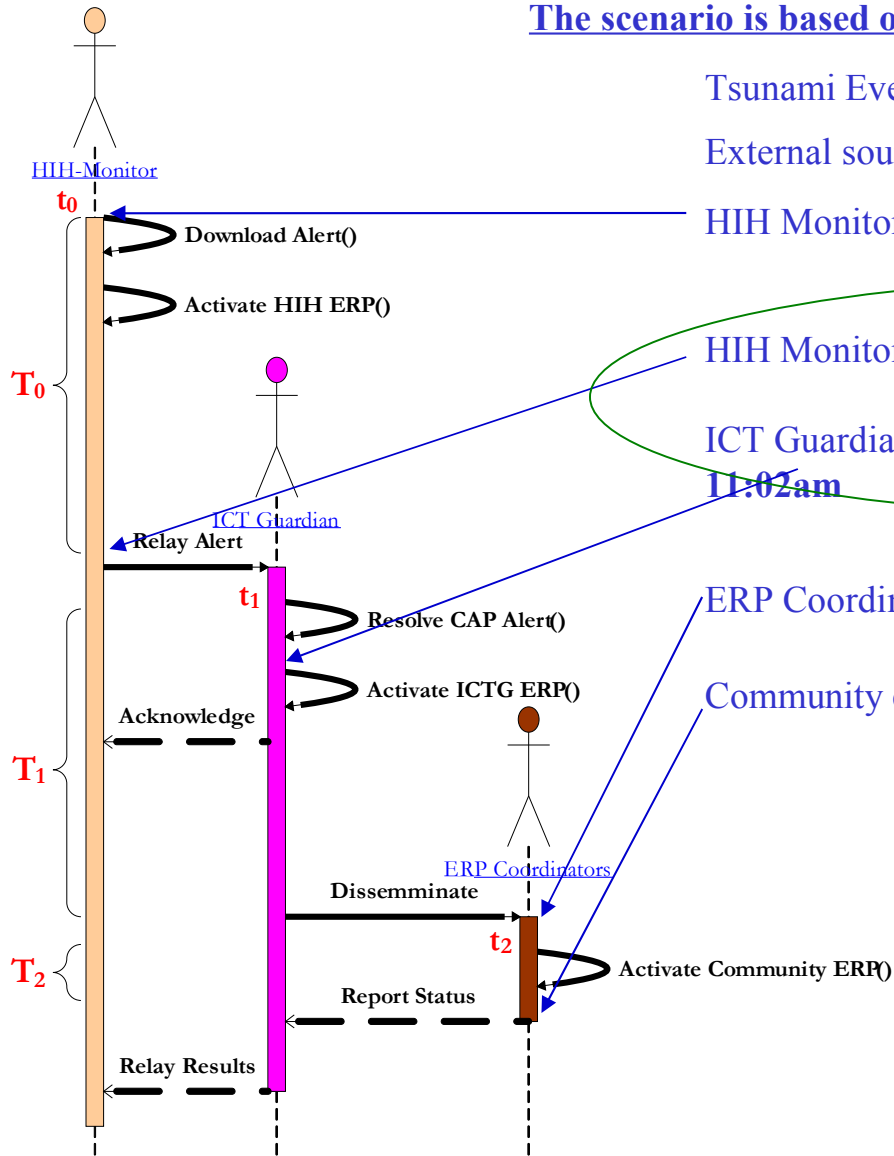 The scenario is based o
Tsunami Eve
External sou
HIH-Monitor
t0
HIH Monitor
Download Alert()
Activate HIH ERP()
HIH Monitor
T0
ICT Guardia
11:02am
ICT Guardian
Relay Alert
t1
ERP Coordin
Resolve CAP Alert()
Activate ICTG ERP()
Community
Acknowledge
T1
ERP Coordinators
Dissemminate
t2
T2
Activate Community ERP()
Report Status
Relay Results